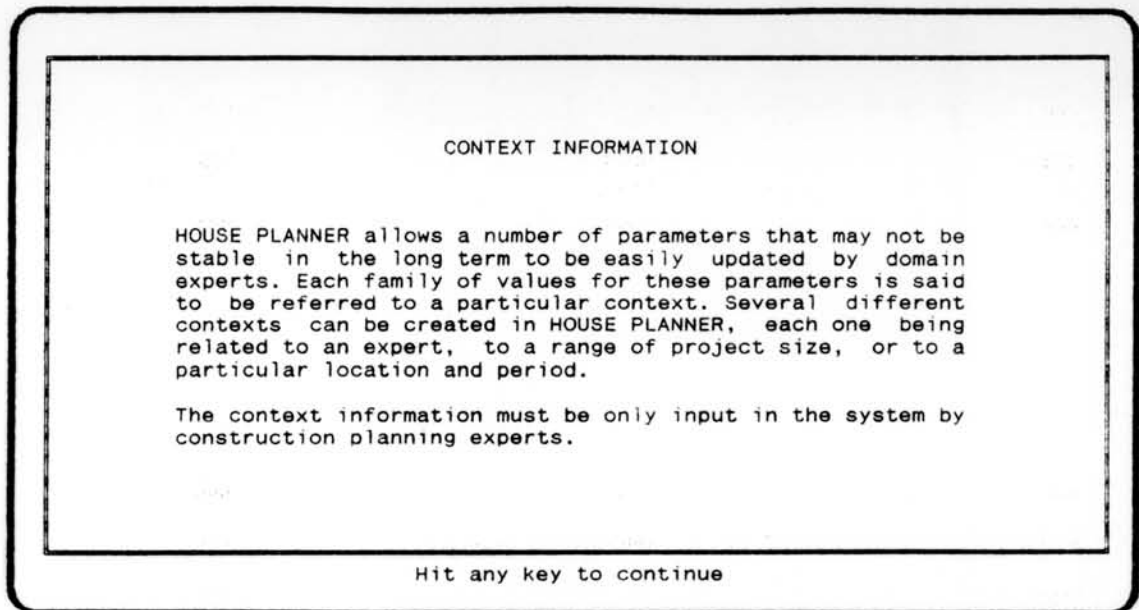 CONTEXT INFORMATION
HOUSE PLANNER allows a number of parameters that may not be
stable in the long term to be easily updated by domain
experts. Each family of values for these parameters is said
to be referred to a particular context. Several different
contexts can be created in HOUSE PLANNER, each one being
related to an expert, to a range of project size, or to a
particular location and period.
The context information must be only input in the system by
construction planning experts.
Hit any key to continue